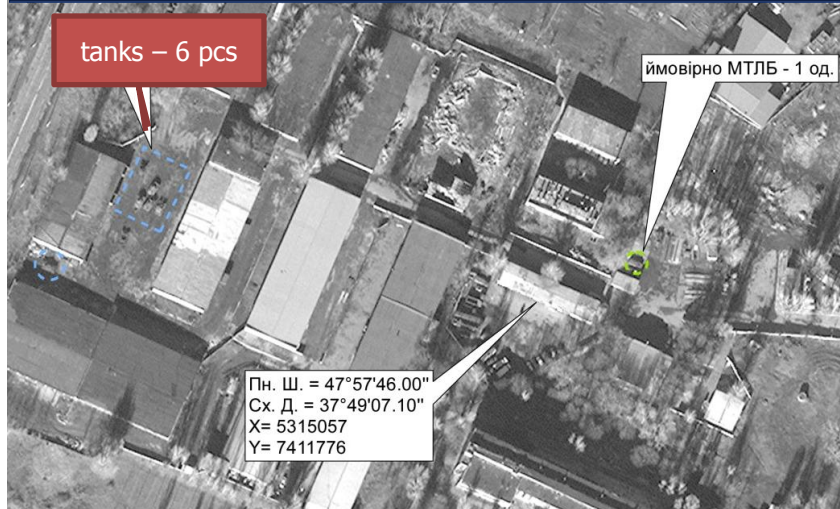 tanks – 6 pcs
ймовірно МТЛБ - 1 од.
Пн. Ш. = 47°57'46.00"
Сх. Д. = 37°49'07.10"
X= 5315057
Y= 7411776